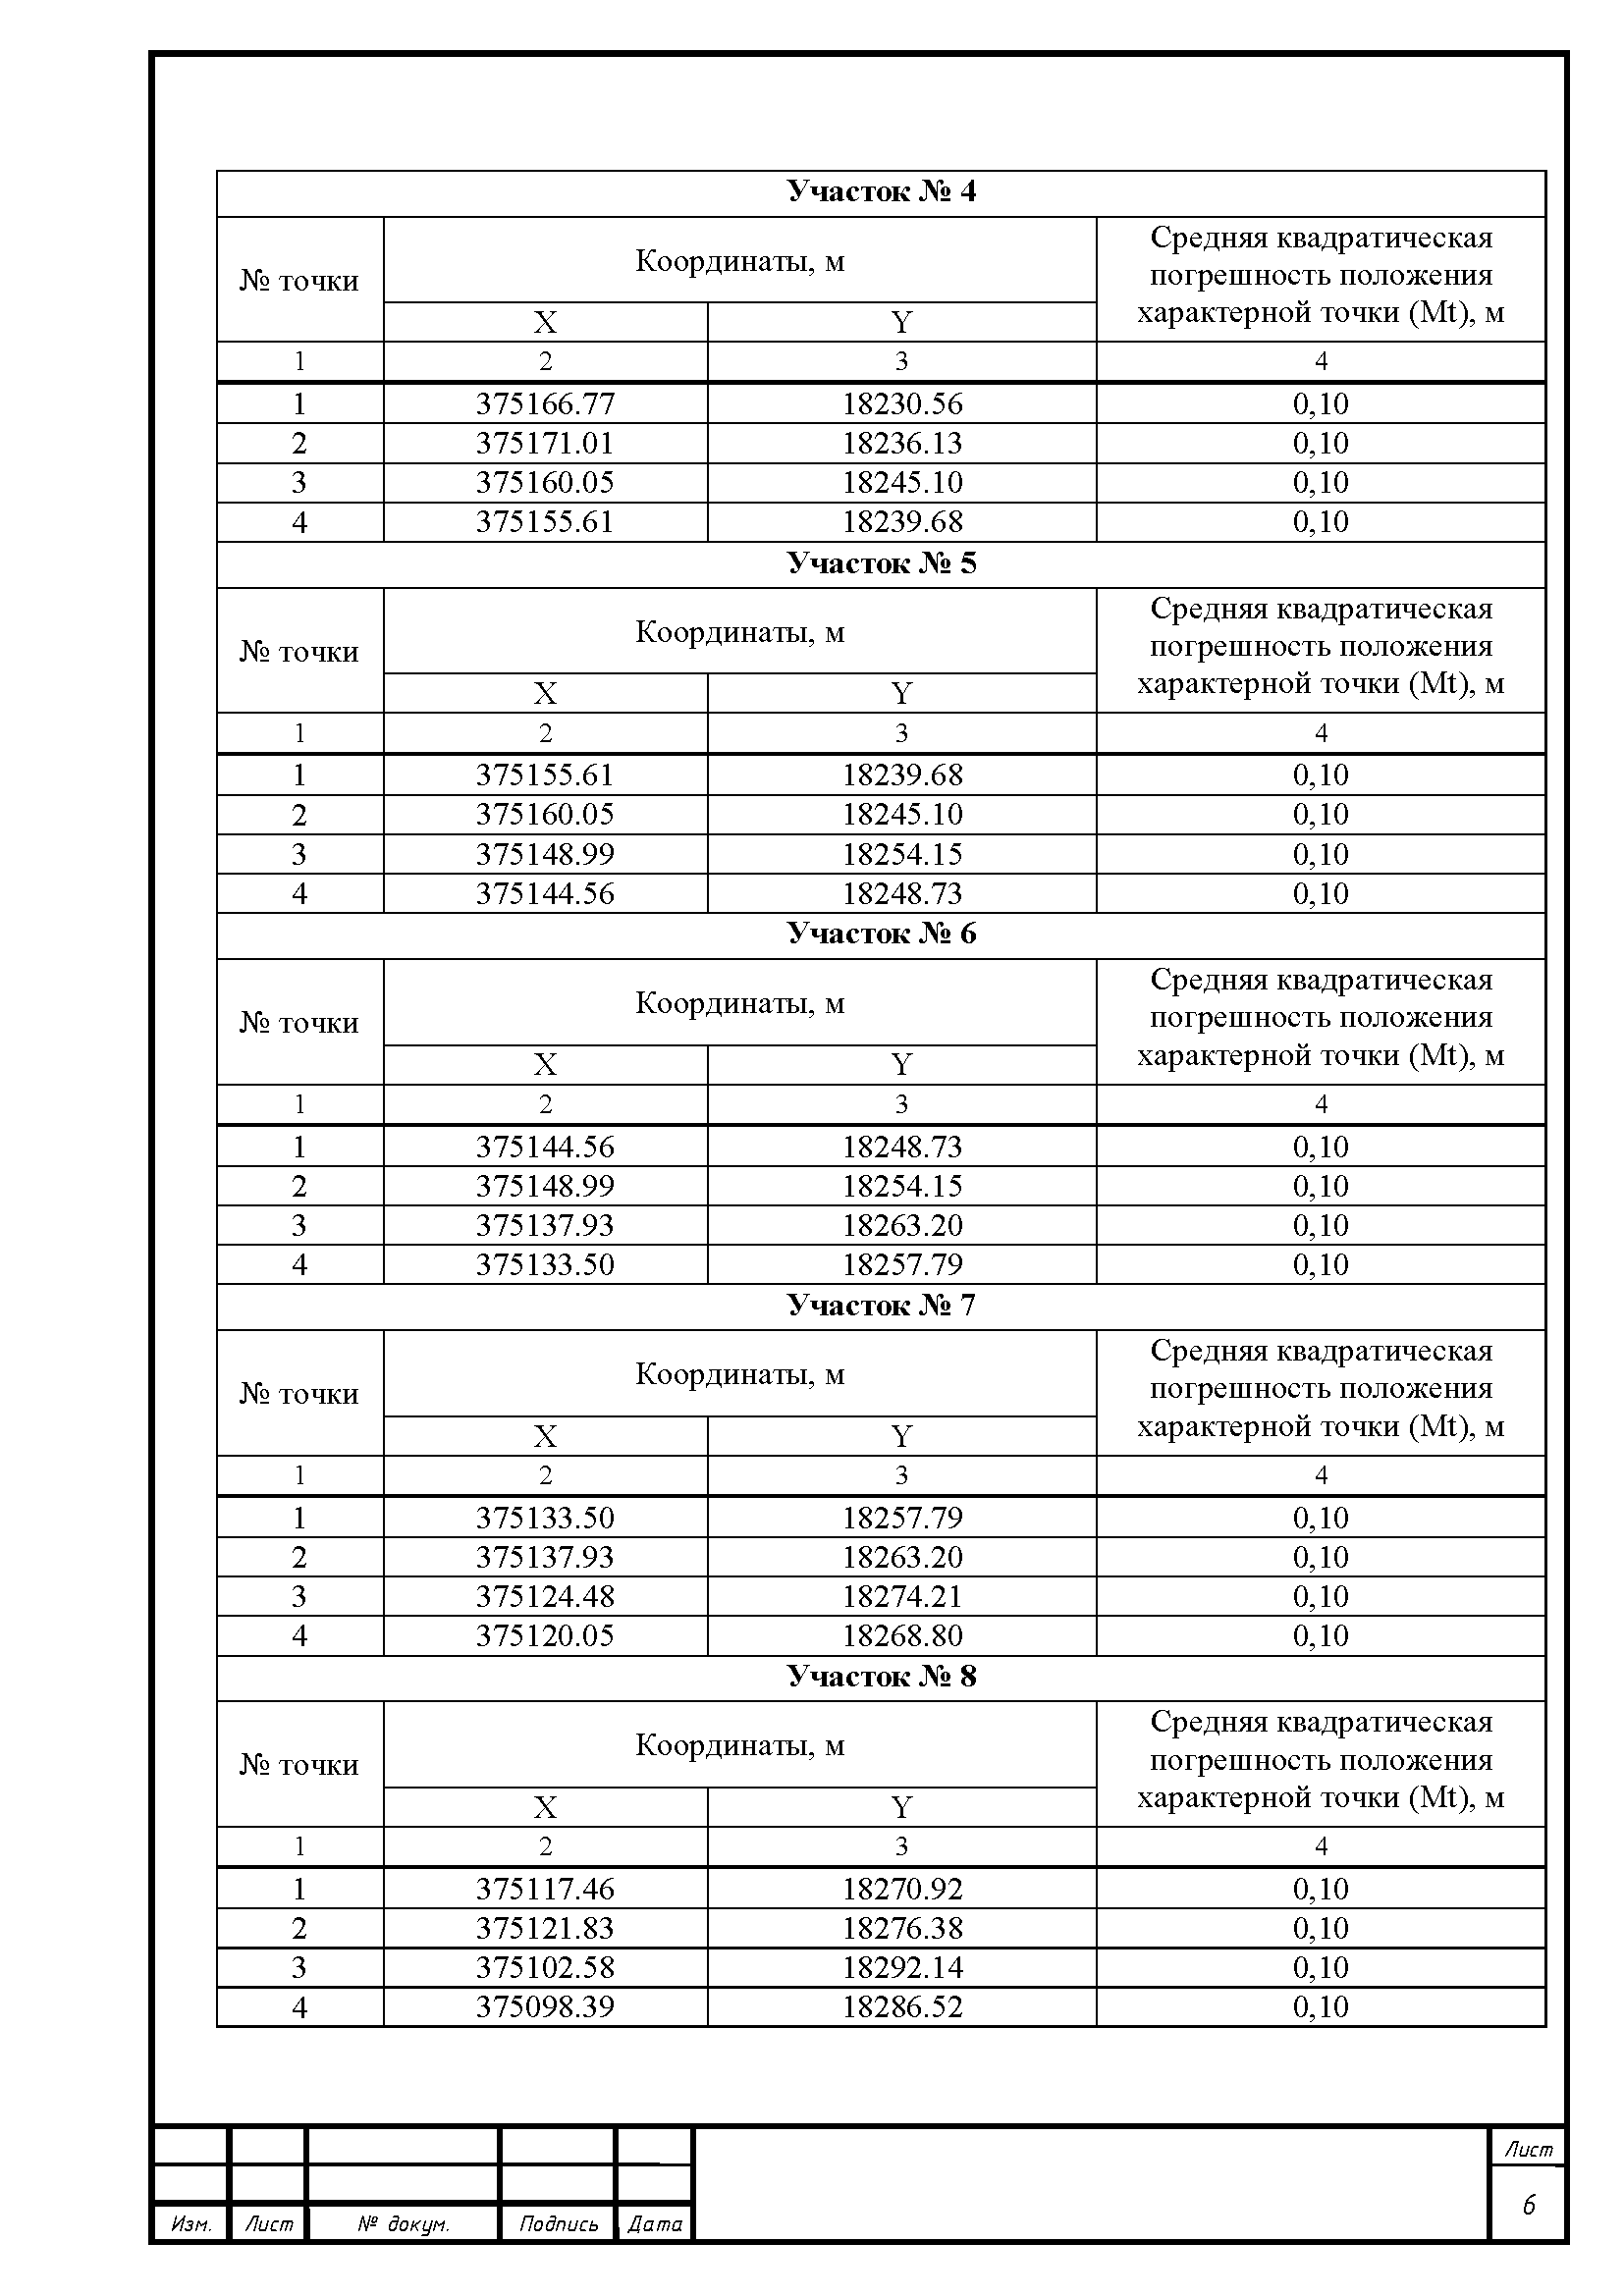 Участок № 4
№ точки
Координаты, м
Средняя квадратическая
погрешность положения
характерной точки (Mt), м
X Y
1 2 3 4
1 375166.77 18230.56 0,10
2 375171.01 18236.13 0,10
3 375160.05 18245.10 0,10
4 375155.61 18239.68 0,10
Участок № 5
№ точки
Координаты, м
Средняя квадратическая
погрешность положения
характерной точки (Mt), м
X Y
1 2 3 4
1 375155.61 18239.68 0,10
2 375160.05 18245.10 0,10
3 375148.99 18254.15 0,10
4 375144.56 18248.73 0,10
Участок № 6
№ точки
Координаты, м
Средняя квадратическая
погрешность положения
характерной точки (Mt), м
X Y
1 2 3 4
1 375144.56 18248.73 0,10
2 375148.99 18254.15 0,10
3 375137.93 18263.20 0,10
4 375133.50 18257.79 0,10
Участок № 7
№ точки
Координаты, м
Средняя квадратическая
погрешность положения
характерной точки (Mt), м
X Y
1 2 3 4
1 375133.50 18257.79 0,10
2 375137.93 18263.20 0,10
3 375124.48 18274.21 0,10
4 375120.05 18268.80 0,10
Участок № 8
№ точки
Координаты, м
Средняя квадратическая
погрешность положения
характерной точки (Mt), м
X Y
1 2 3 4
1 375117.46 18270.92 0,10
2 375121.83 18276.38 0,10
3 375102.58 18292.14 0,10
4 375098.39 18286.52 0,10
Лист
6
Изм. Лист № докум. Подпись Дата